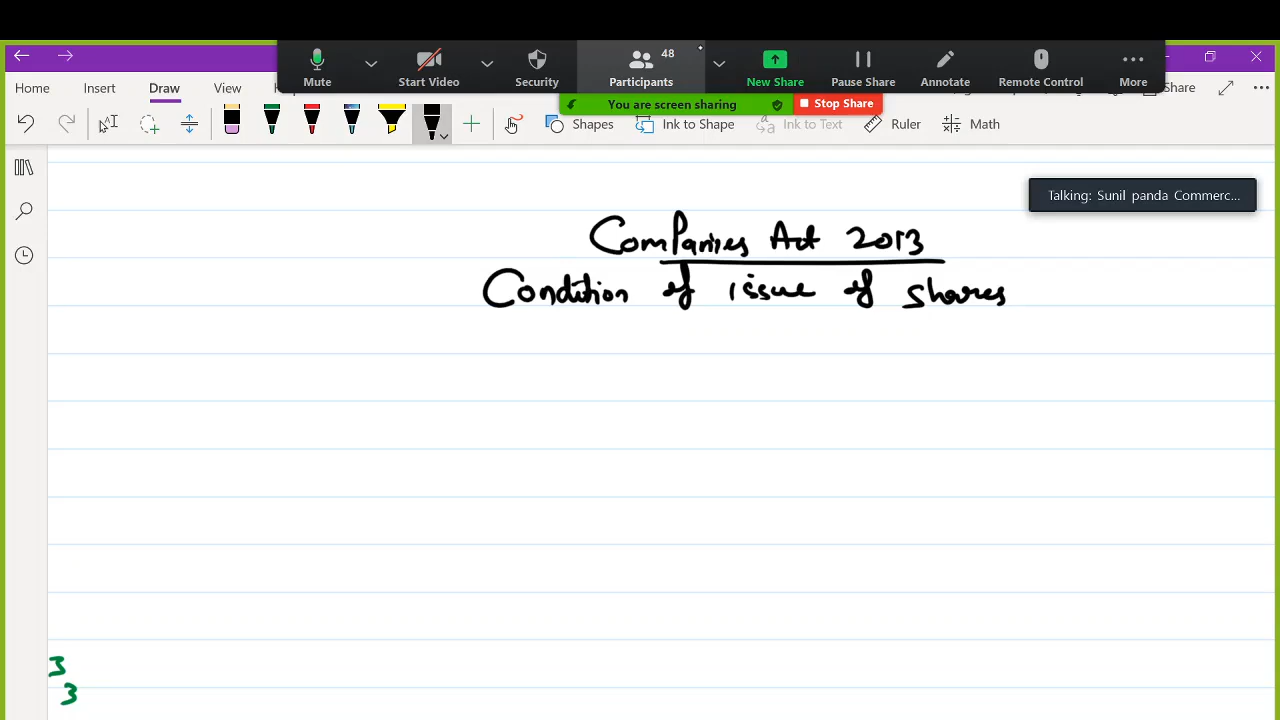 48
Mute
Start Video
Security
Participants
New Share
Pause Share
Annotate
Remote Control
More
Home Insert Draw View
Share
You are screen sharing
Stop Share
Shapes Ink to Shape Ink to Text Ruler Math
Talking: Sunil panda Commerc...
Companies Act 2013
Condition of issue of shares
3
3